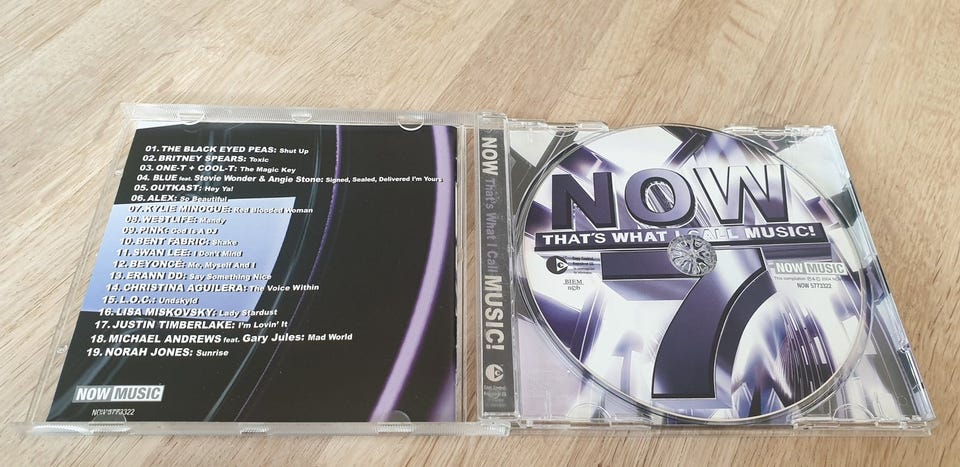 01. THE BLACK EYED PEAS: Shut Up
02. BRITNEY SPEARS: Toxic
03. ONE-T + COOL-T: The Magic Key
04. BLUE feat. Stevie Wonder & Angie Stone: Signed, Sealed, Delivered I'm Yours
05. OUTKAST: Hey Ya!
06. ALEX: So Beautiful
07. KYLIE MINOGUE: Red Blooded Woman
08. WESTLIFE: Mandy
09. PINK: God Is A DJ
10. BENT FABRIC: Shake
11. SWAN LEE: I Don't Mind
12. BEYONCÉ: Me, Myself And I
13. ERANN DD: Say Something Nice
14. CHRISTINA AGUILERA: The Voice Within
15. L.O.C.: Undskyld
16. LISA MISKOVSKY: Lady Stardust
17. JUSTIN TIMBERLAKE: I'm Lovin' It
18. MICHAEL ANDREWS feat. Gary Jules: Mad World
19. NORAH JONES: Sunrise
NOW MUSIC
NOW 5773322
NOW That's What I Call MUSIC!
NOW
THAT'S WHAT I CALL MUSIC!
7
BIEM
ncb
NOW MUSIC
NOW 5773322